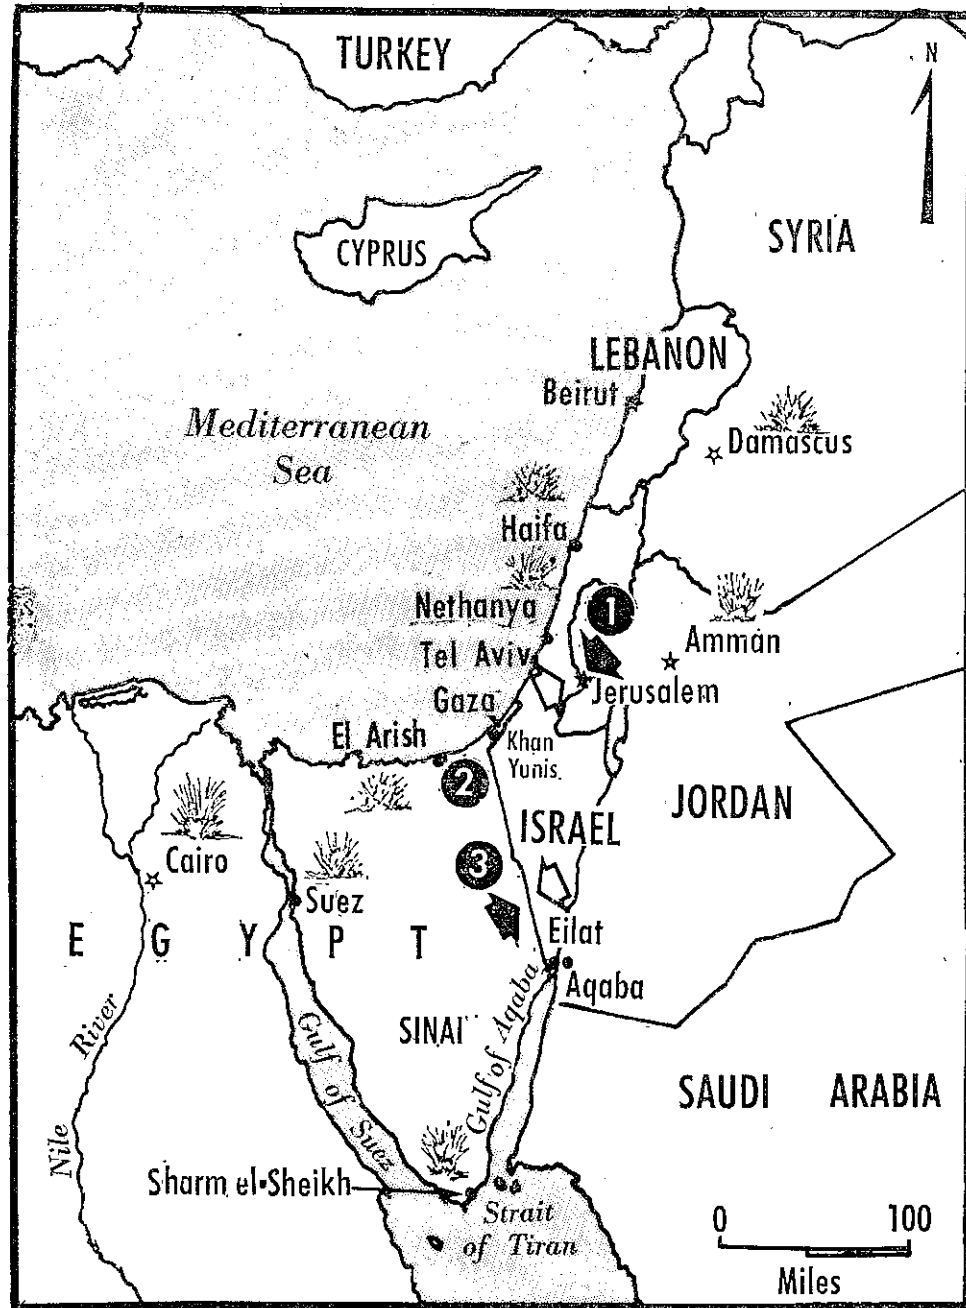 TURKEY
N
SYRIA
CYPRUS
LEBANON
Beirut
Mediterranean
Sea
Damascus
Haifa
Nethanya
1
Ammán
Tel Aviv
Jerusalem
Gaza
El Arish
Khan
Yunis
2
JORDAN
ISRAEL
Cairo
3
Suez
EGYPT
Eilat
Aqaba
SINAI
Gulf of Aqaba
Gulf of Suez
Nile River
SAUDI ARABIA
Sharm el-Sheikh
Strait
of Tiran
0 100
Miles